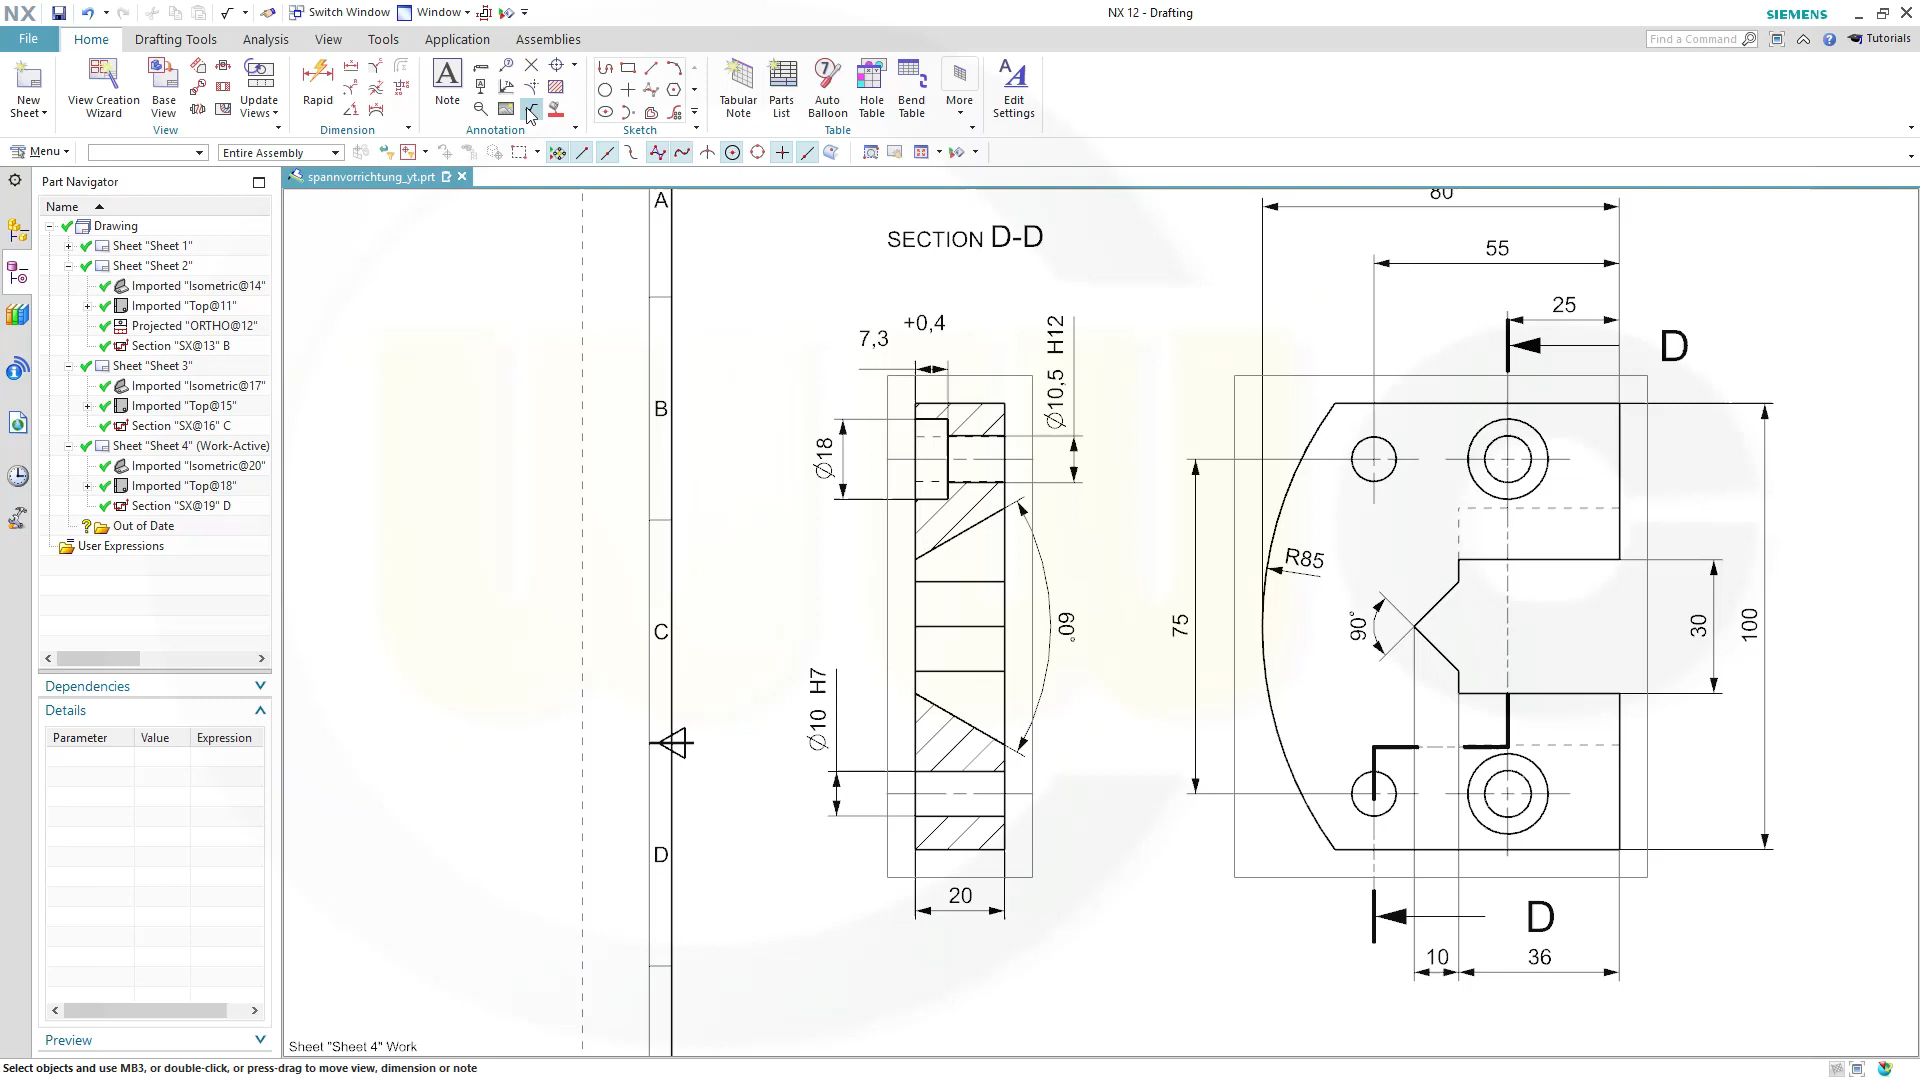 NX
Switch Window
Window
NX 12 - Drafting
SIEMENS
File
Home
Drafting Tools
Analysis
View
Tools
Application
Assemblies
Find a Command
Tutorials
New
Sheet
View Creation
Wizard
Base
View
Update
Views
Rapid
A
Note
Tabular
Note
Parts
List
Auto
Balloon
Hole
Table
Bend
Table
More
Edit
Settings
View
Dimension
Annotation
Sketch
Table
Menu
Entire Assembly
Part Navigator
spannvorrichtung_yt.prt
Name
Drawing
Sheet "Sheet 1"
Sheet "Sheet 2"
Imported "Isometric@14"
Imported "Top@11"
Projected "ORTHO@12"
Section "SX@13" B
Sheet "Sheet 3"
Imported "Isometric@17"
Imported "Top@15"
Section "SX@16" C
Sheet "Sheet 4" (Work-Active)
Imported "Isometric@20"
Imported "Top@18"
Section "SX@19" D
Out of Date
User Expressions
Dependencies
Details
Parameter Value Expression
Preview
A
B
C
D
SECTION D-D
7,3 +0,4
Ø10,5 H12
Ø18
60°
Ø10 H7
20
80
55
25
D
R85
90°
75
30
100
D
10
36
Sheet "Sheet 4" Work
Select objects and use MB3, or double-click, or press-drag to move view, dimension or note